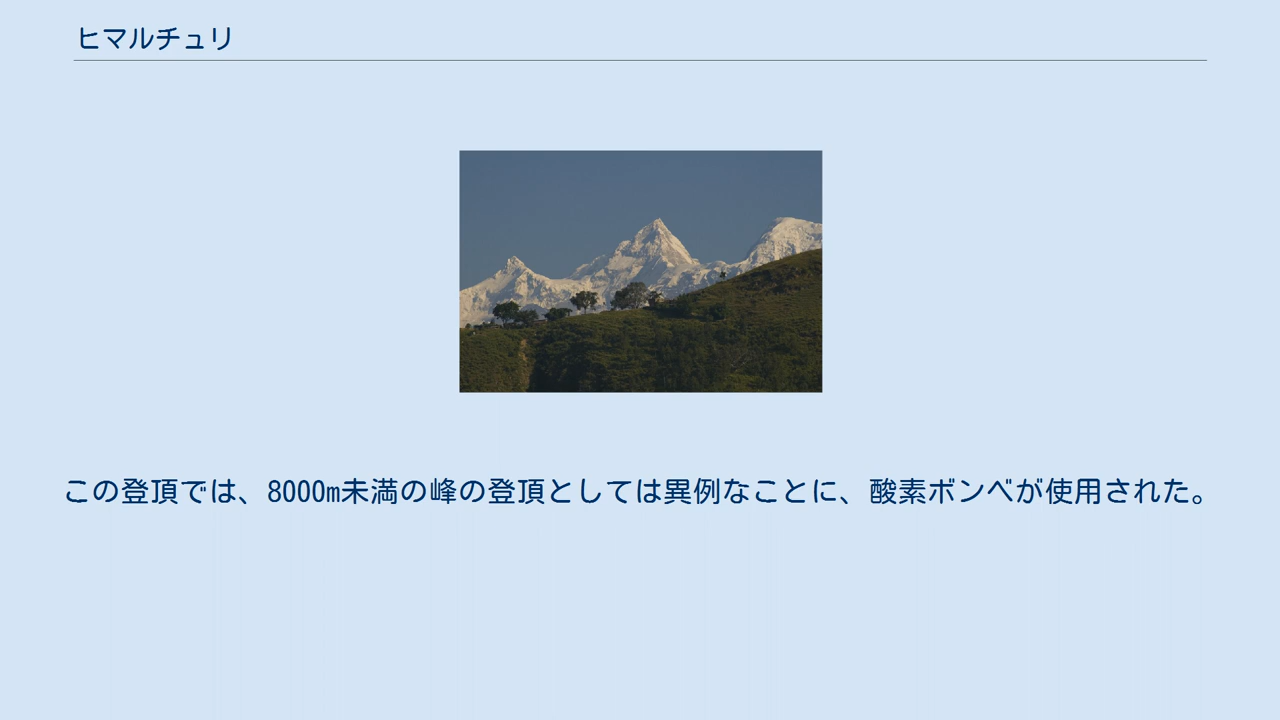 ヒマルチュリ
この登頂では、8000m未満の峰の登頂としては異例なことに、酸素ボンベが使用された。